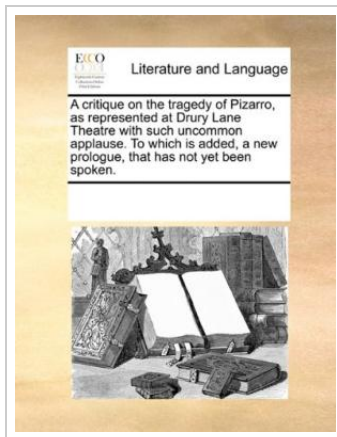 ECCO
Literature and Language
A critique on the tragedy of Pizarro,
as represented at Drury Lane
Theatre with such uncommon
applause. To which is added, a new
prologue, that has not yet been
spoken.